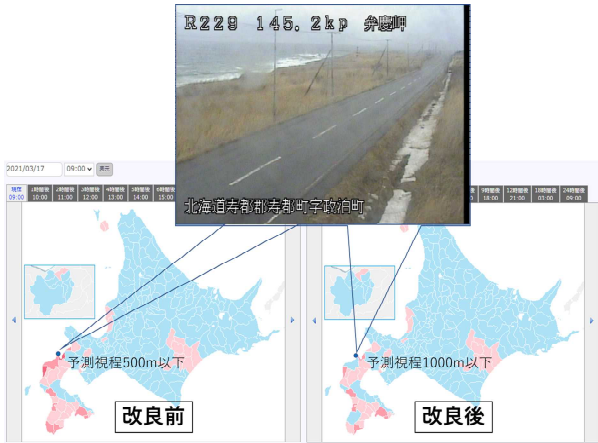 R229 145.2kp 弁慶岬
北海道寿都郡寿都町字政泊町
2021/03/17 09:00 表示
現在 1時間後 2時間後 3時間後 4時間後 5時間後 6時間後
09:00 10:00 11:00 12:00 13:00 14:00 15:00
9時間後 12時間後 18時間後 24時間後
18:00 21:00 03:00 09:00
予測視程500m以下
予測視程1000m以下
改良前
改良後